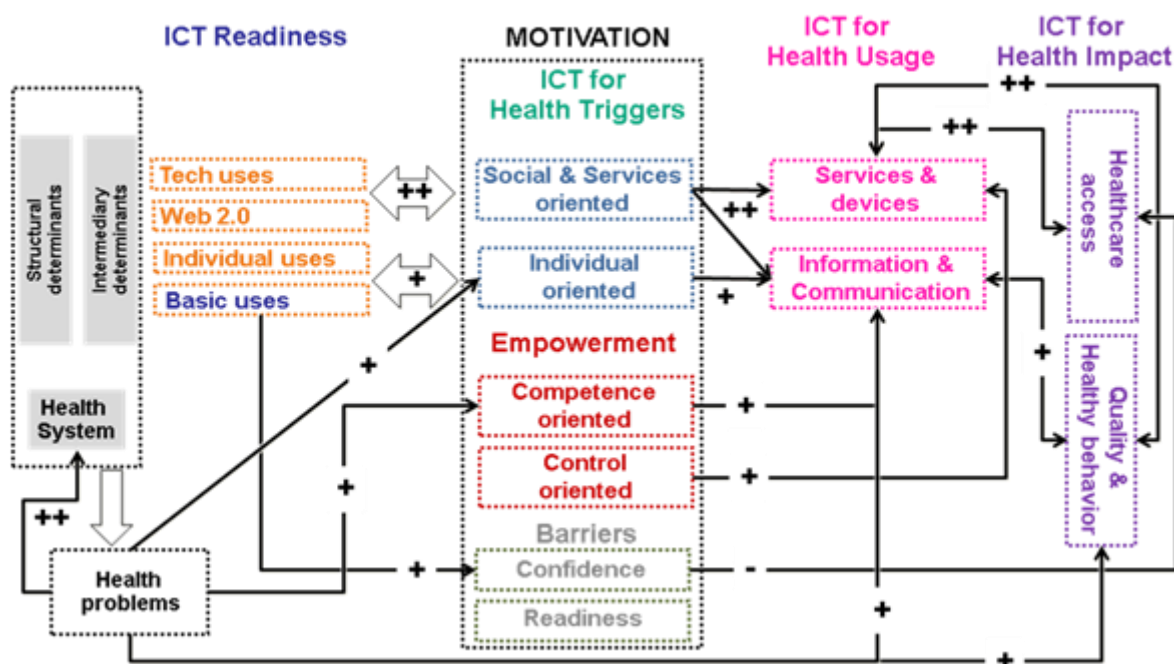 ICT Readiness
MOTIVATION
ICT for
Health Usage
ICT for
Health Impact
ICT for
Health Triggers
++
++
Structural
determinants
Intermediary
determinants
Tech uses
Web 2.0
Individual uses
Basic uses
++
+
Social & Services
oriented
Individual
oriented
++
+
Services &
devices
Information &
Communication
Healthcare
access
+
+
Empowerment
Competence
oriented
+
Control
oriented
+
Quality &
Healthy behavior
Health
System
++
+
Barriers
Confidence
+
-
Readiness
Health
problems
+
+